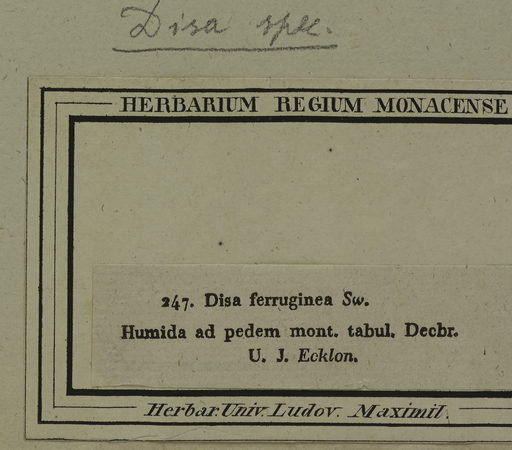 Disa spec.
HERBARIUM REGIUM MONACENSE
247. Disa ferruginea Sw.
Humida ad pedem mont. tabul. Decbr.
U. J. Ecklon.
Herbar. Univ. Ludov. Maximil.